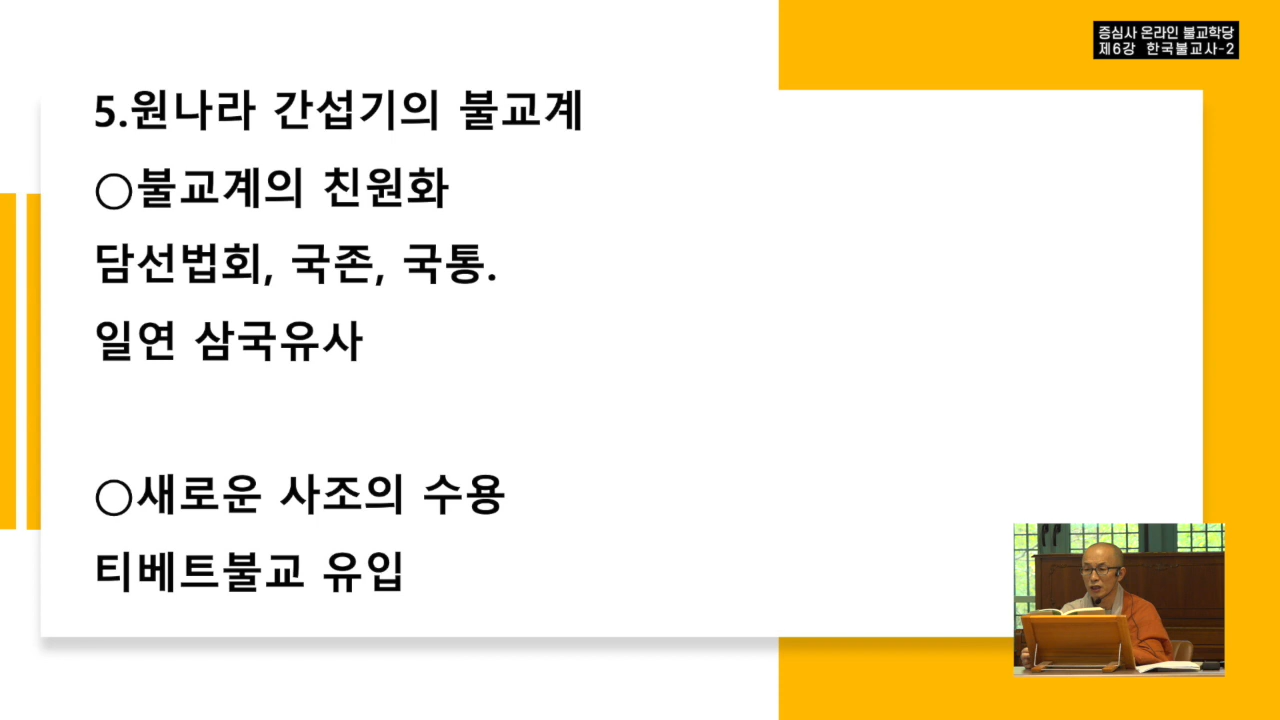 증심사 온라인 불교학당
제6강 한국불교사-2
5.원나라 간섭기의 불교계
○불교계의 친원화
담선법회, 국존, 국통.
일연 삼국유사
○새로운 사조의 수용
티베트불교 유입